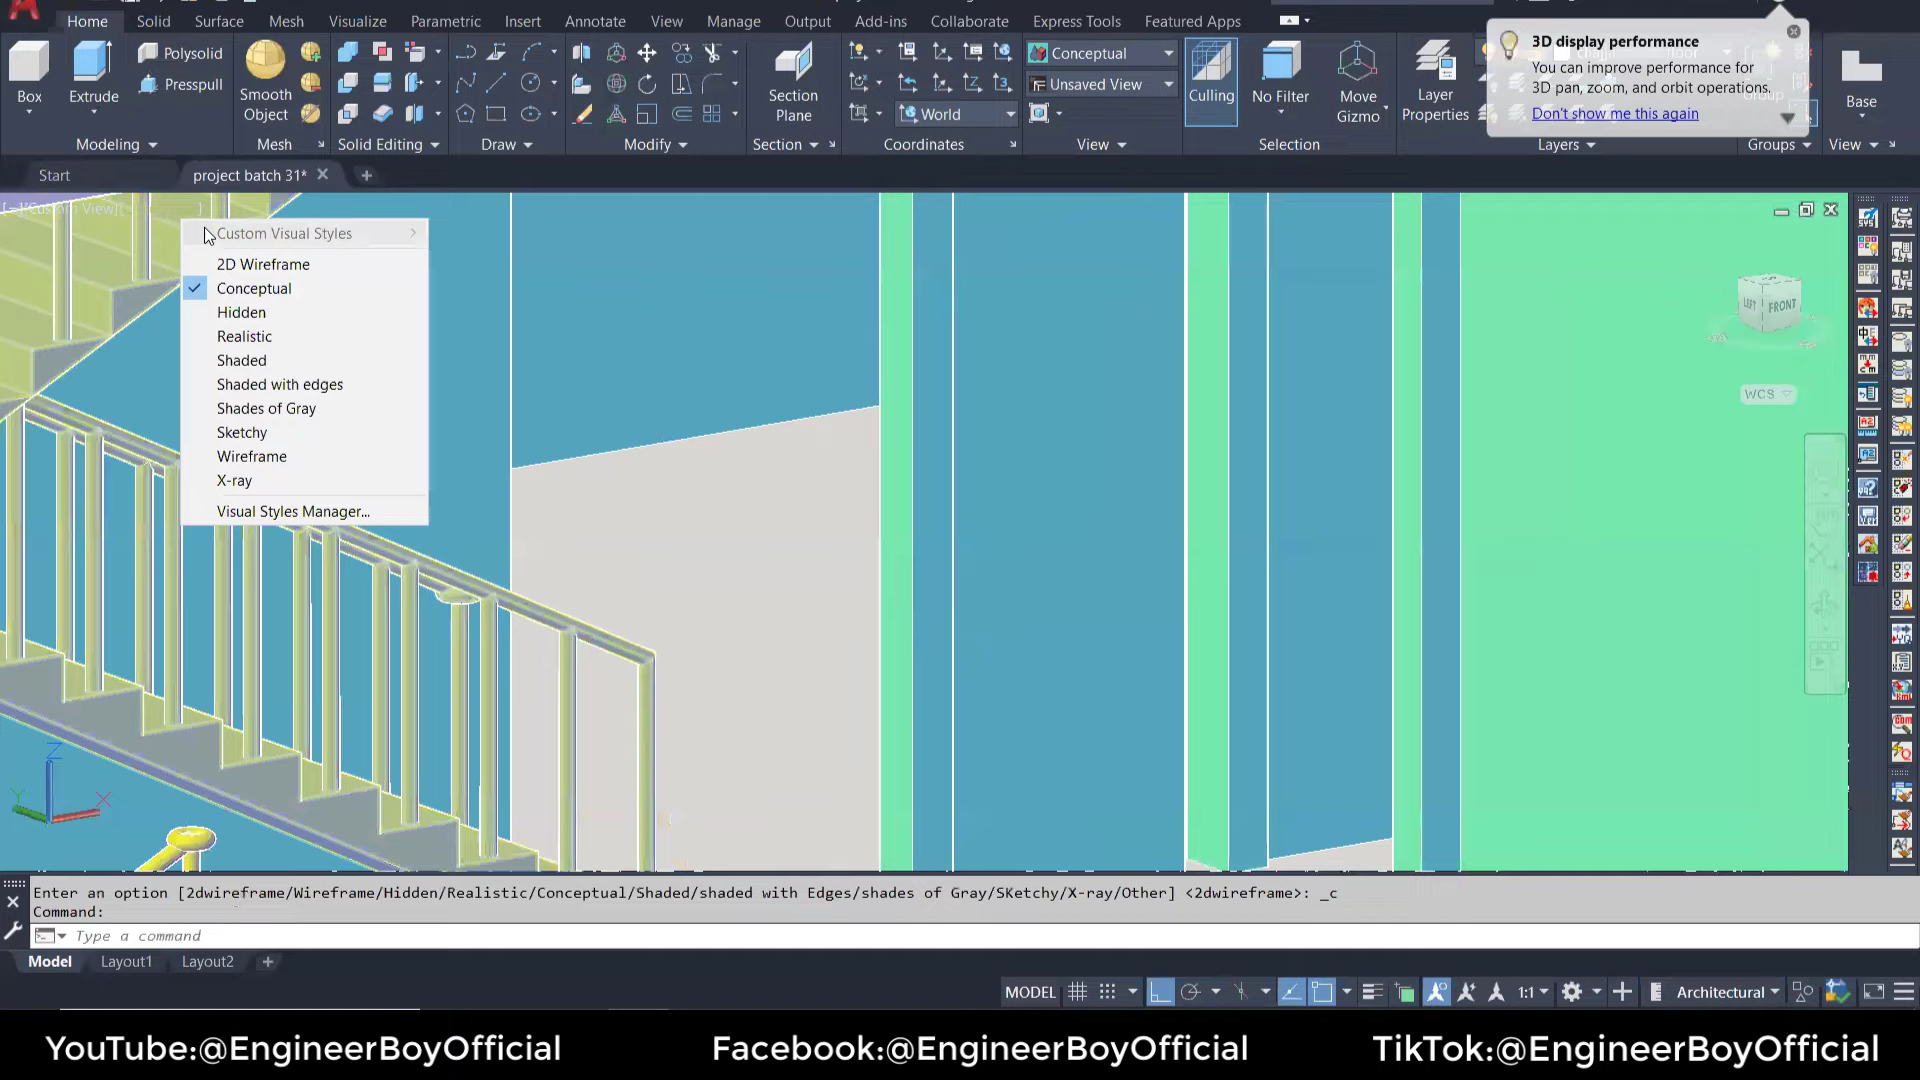 Home Solid Surface Mesh Visualize Parametric Insert Annotate View Manage Output Add-ins Collaborate Express Tools Featured Apps
Box
Extrude
Polysolid
Presspull
Modeling
Smooth
Object
Mesh
Solid Editing
Draw
Modify
Section
Plane
Section
World
Coordinates
Conceptual
Unsaved View
View
Culling
No Filter
Move
Gizmo
Selection
Layer
Properties
Layers
Groups
Base
View
3D display performance
You can improve performance for
3D pan, zoom, and orbit operations.
Don't show me this again
Start
project batch 31*
Custom Visual Styles
2D Wireframe
Conceptual
Hidden
Realistic
Shaded
Shaded with edges
Shades of Gray
Sketchy
Wireframe
X-ray
Visual Styles Manager...
LEFT FRONT
WCS
Z
Y
X
Enter an option [2dwireframe/Wireframe/Hidden/Realistic/Conceptual/Shaded/shaded with Edges/shades of Gray/SKetchy/X-ray/Other] <2dwireframe>: _c
Command:
Type a command
Model Layout1 Layout2
MODEL 1:1 Architectural
YouTube:@EngineerBoyOfficial Facebook:@EngineerBoyOfficial TikTok:@EngineerBoyOfficial